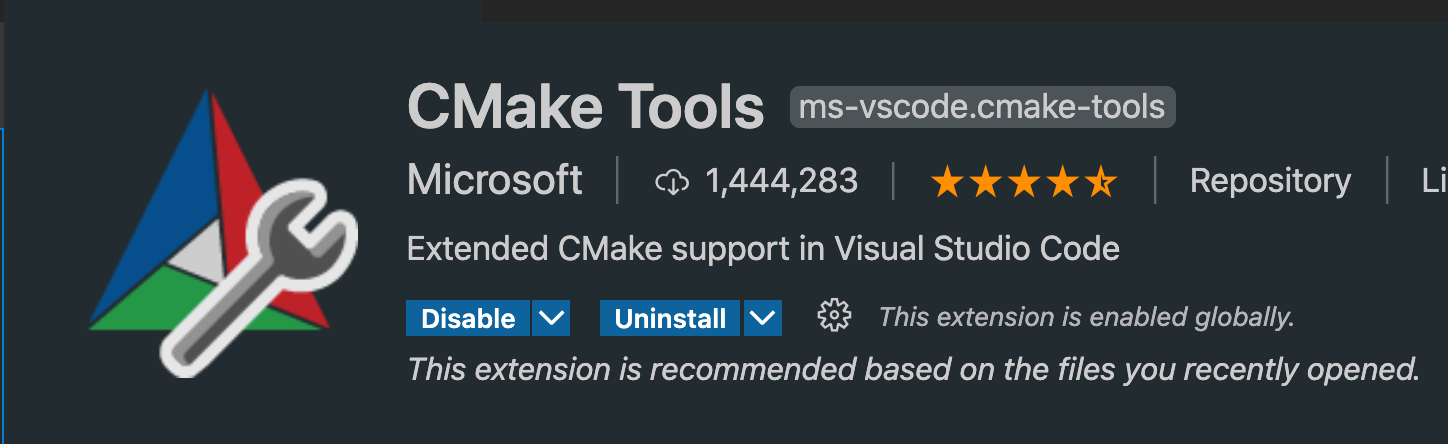 CMake Tools ms-vscode.cmake-tools
Microsoft 1,444,283 Repository Li
Extended CMake support in Visual Studio Code
Disable Uninstall This extension is enabled globally.
This extension is recommended based on the files you recently opened.